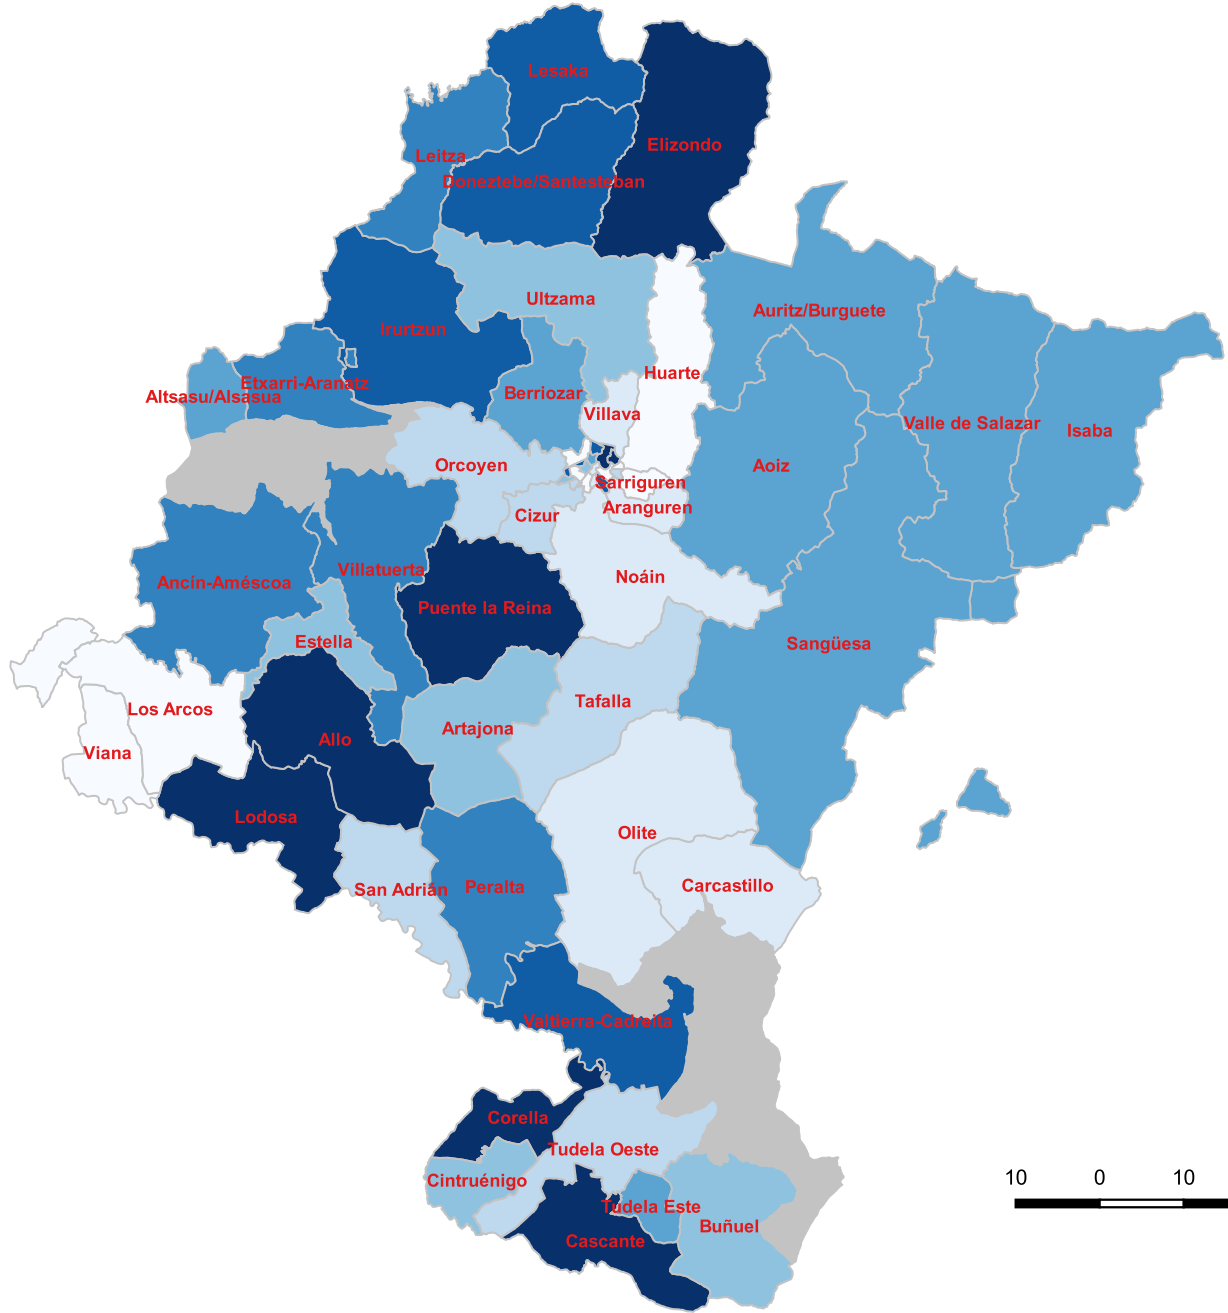 Lesaka
Elizondo
Leitza
Doneztebe/Santesteban
Ultzama
Auritz/Burguete
Irurtzun
Huarte
Etxarri-Aranatz
Altsasu/Alsasua
Berriozar
Villava
Valle de Salazar
Isaba
Orcoyen
Aoiz
Sarriguren
Aranguren
Cizur
Villatuerta
Noáin
Ancín-Améscoa
Puente la Reina
Estella
Sangüesa
Tafalla
Los Arcos
Artajona
Allo
Viana
Lodosa
Olite
San Adrián
Peralta
Carcastillo
Valtierra-Cadreita
Corella
Tudela Oeste
Cintruénigo
Tudela Este
Buñuel
Cascante
10 0 10